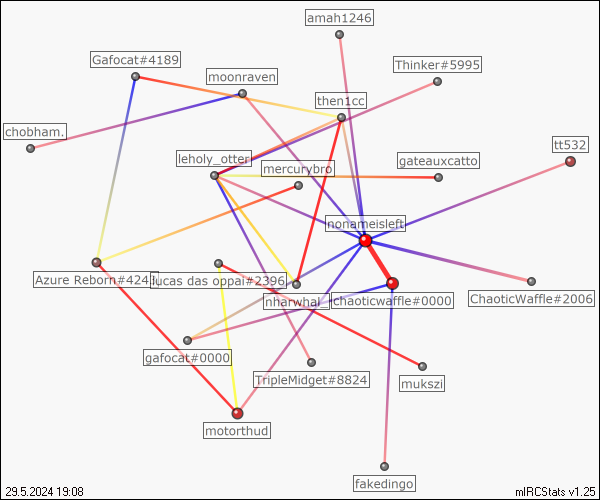 amah1246
Gafocat#4189
Thinker#5995
moonraven
then1cc
chobham.
tt532
leholy_otter
gateauxcatto
mercurybro
nonameisleft
Azure Reborn#424
lucas das oppai#2396
nharwhal_
chaoticwaffle#0000
ChaoticWaffle#2006
gafocat#0000
TripleMidget#8824
mukszi
motorthud
fakedingo
29.5.2024 19:08
mIRCStats v1.25